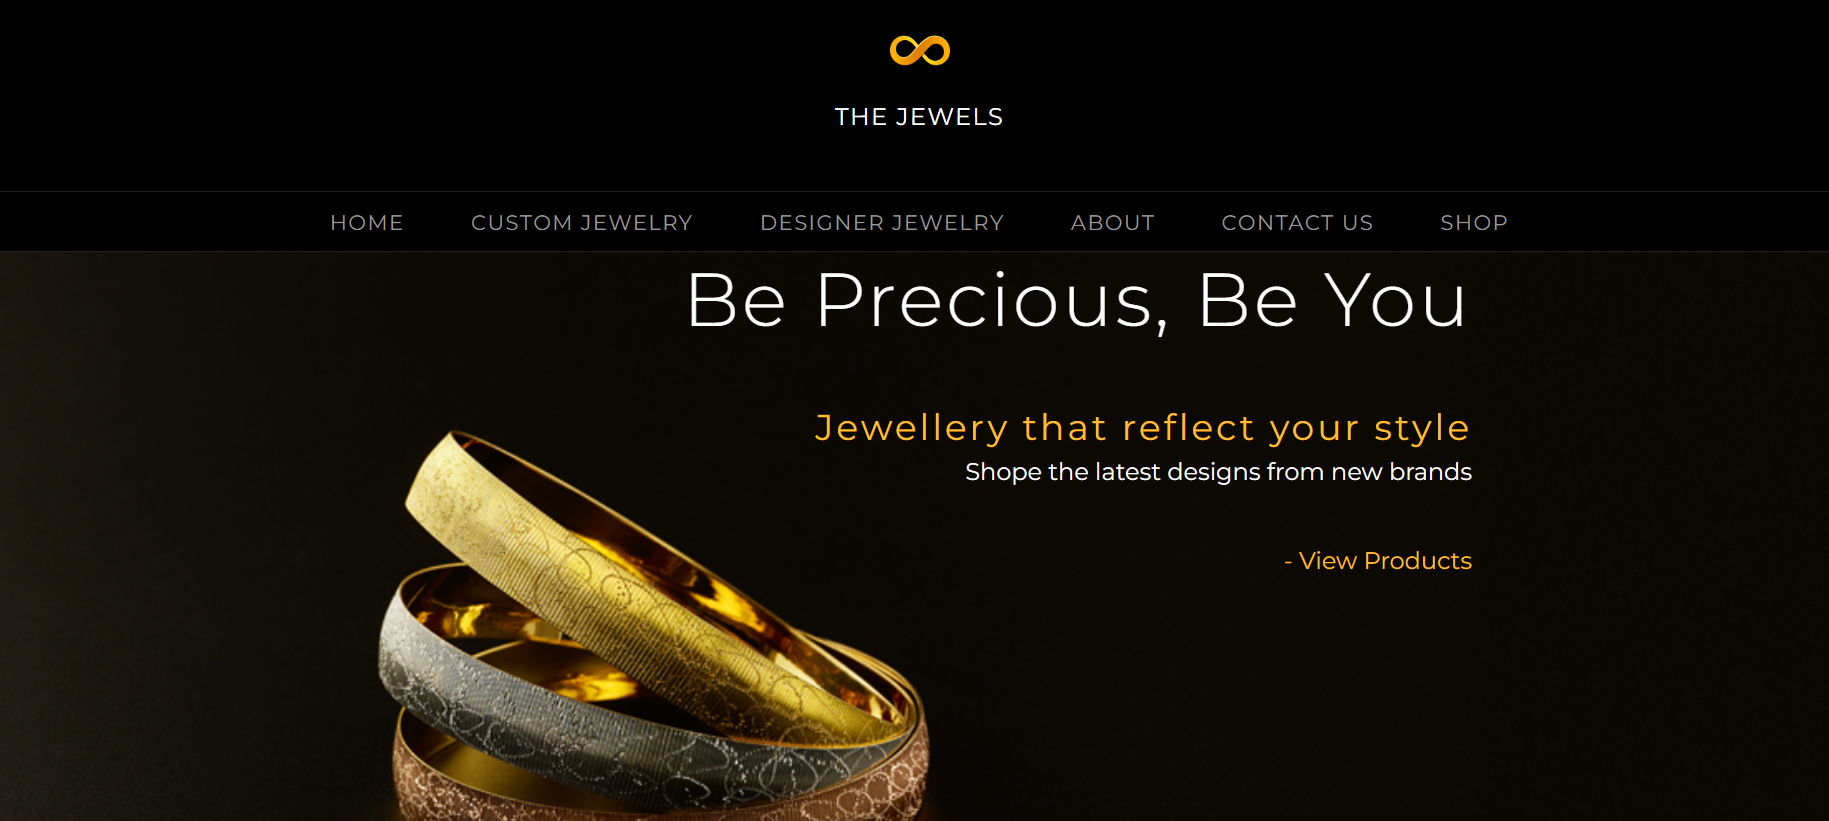 THE JEWELS
HOME CUSTOM JEWELRY DESIGNER JEWELRY ABOUT CONTACT US SHOP
Be Precious, Be You
Jewellery that reflect your style
Shope the latest designs from new brands
- View Products